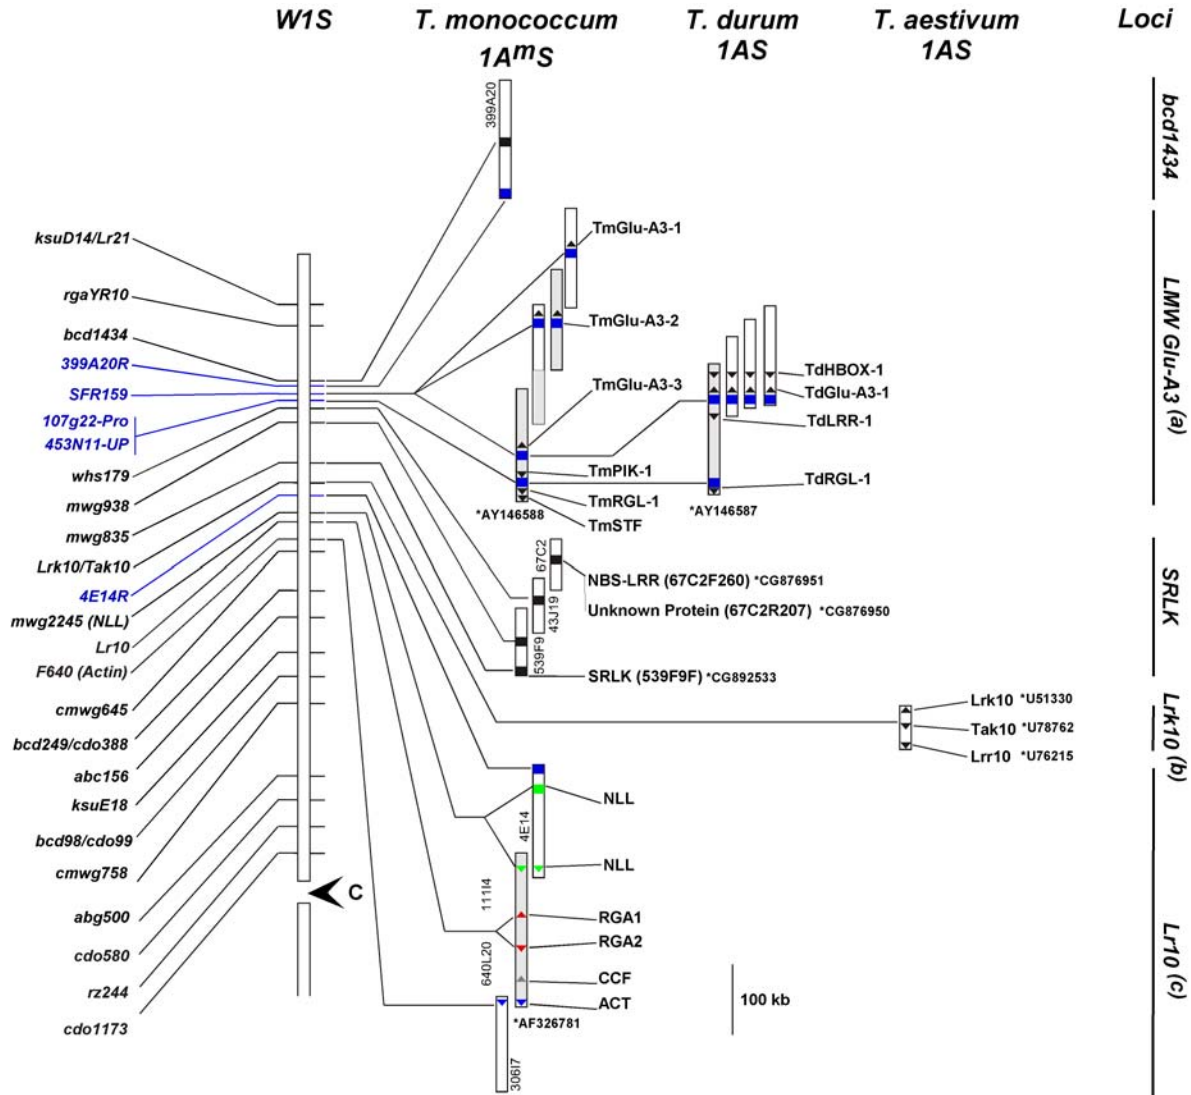 W1S
T. monococcum
1AmS
T. durum
1AS
T. aestivum
1AS
Loci
ksuD14/Lr21
rgaYR10
bcd1434
399A20R
SFR159
107g22-Pro
453N11-UP
whs179
mwg938
mwg835
Lrk10/Tak10
4E14R
mwg2245 (NLL)
Lr10
F640 (Actin)
cmwg645
bcd249/cdo388
abc156
ksuE18
bcd98/cdo99
cmwg758
abg500
cdo580
rz244
cdo1173
C
399A20
TmGlu-A3-1
TmGlu-A3-2
TmGlu-A3-3
TmPIK-1
TmRGL-1
TmSTF
*AY146588
TdHBOX-1
TdGlu-A3-1
TdLRR-1
TdRGL-1
*AY146587
67C2
43J19
539F9
NBS-LRR (67C2F260) *CG876951
Unknown Protein (67C2R207) *CG876950
SRLK (539F9F) *CG892533
Lrk10 *U51330
Tak10 *U78762
Lrr10 *U76215
4E14
NLL
NLL
111I4
RGA1
RGA2
640L20
CCF
ACT
*AF326781
306I7
100 kb
bcd1434
LMW Glu-A3 (a)
SRLK
Lrk10 (b)
Lr10 (c)